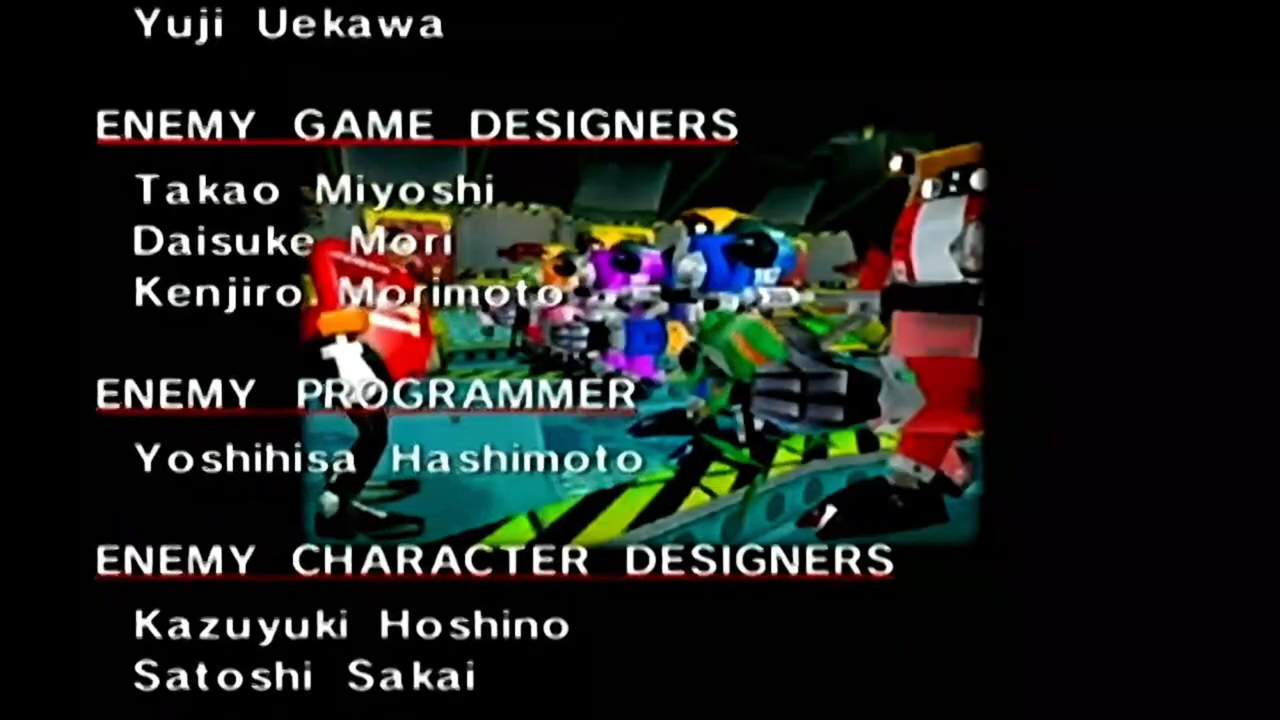 Yuji Uekawa
ENEMY GAME DESIGNERS
Takao Miyoshi
Daisuke Mori
Kenjiro Morimoto
ENEMY PROGRAMMER
Yoshihisa Hashimoto
ENEMY CHARACTER DESIGNERS
Kazuyuki Hoshino
Satoshi Sakai